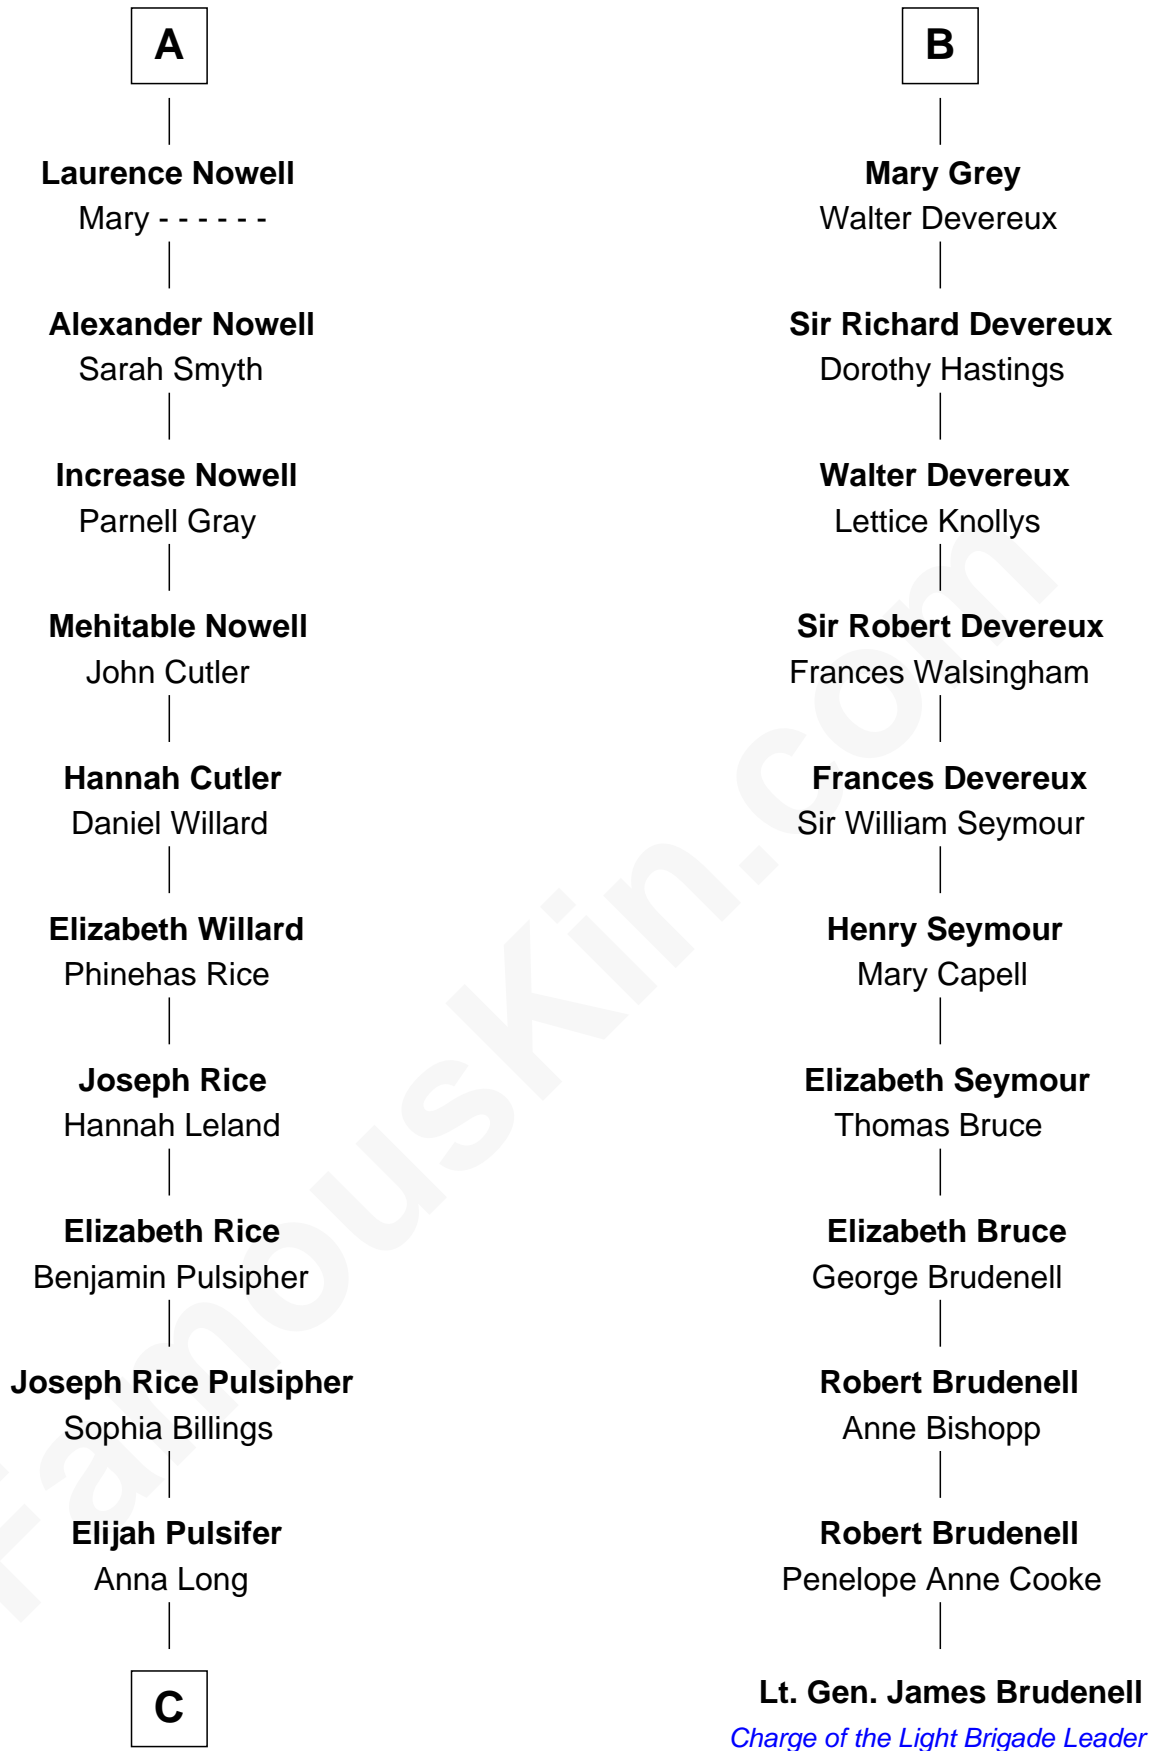 A
Laurence Nowell
Mary - - - - - -
Alexander Nowell
Sarah Smyth
Increase Nowell
Parnell Gray
Mehitable Nowell
John Cutler
Hannah Cutler
Daniel Willard
Elizabeth Willard
Phinehas Rice
Joseph Rice
Hannah Leland
Elizabeth Rice
Benjamin Pulsipher
Joseph Rice Pulsipher
Sophia Billings
Elijah Pulsifer
Anna Long
C
B
Mary Grey
Walter Devereux
Sir Richard Devereux
Dorothy Hastings
Walter Devereux
Lettice Knollys
Sir Robert Devereux
Frances Walsingham
Frances Devereux
Sir William Seymour
Henry Seymour
Mary Capell
Elizabeth Seymour
Thomas Bruce
Elizabeth Bruce
George Brudenell
Robert Brudenell
Anne Bishopp
Robert Brudenell
Penelope Anne Cooke
Lt. Gen. James Brudenell
Charge of the Light Brigade Leader
FamousKin.com